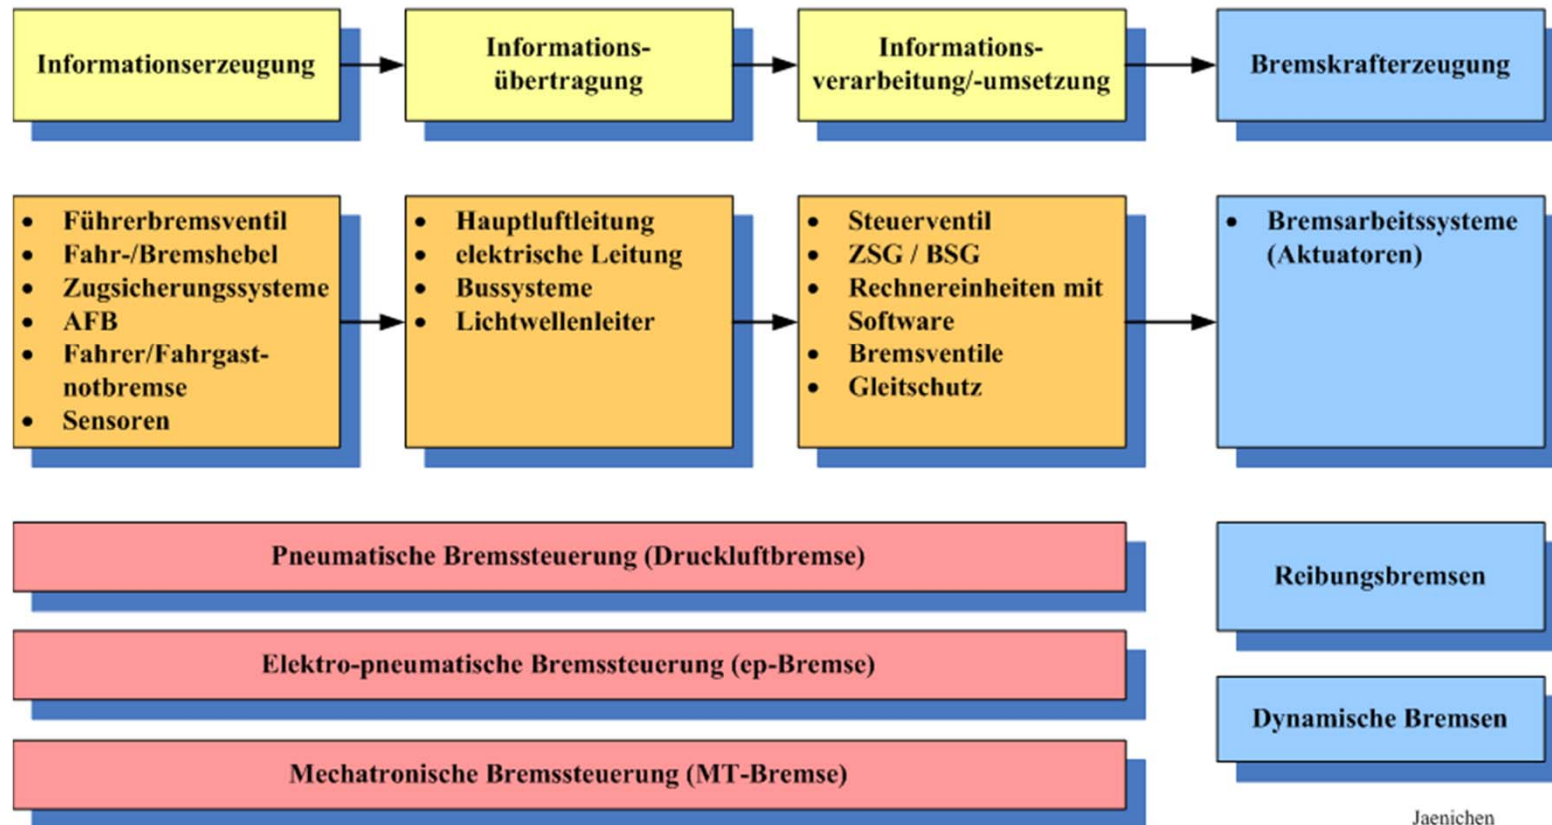 Informationserzeugung
Informations-
übertragung
Informations-
verarbeitung/-umsetzung
Bremskrafterzeugung
• Führerbremsventil
• Fahr-/Bremshebel
• Zugsicherungssysteme
• AFB
• Fahrer/Fahrgast-
notbremse
• Sensoren
• Hauptluftleitung
• elektrische Leitung
• Bussysteme
• Lichtwellenleiter
• Steuerventil
• ZSG / BSG
• Rechnereinheiten mit
Software
• Bremsventile
• Gleitschutz
• Bremsarbeitssysteme
(Aktuatoren)
Pneumatische Bremssteuerung (Druckluftbremse)
Elektro-pneumatische Bremssteuerung (ep-Bremse)
Mechatronische Bremssteuerung (MT-Bremse)
Reibungsbremsen
Dynamische Bremsen
Jaenichen